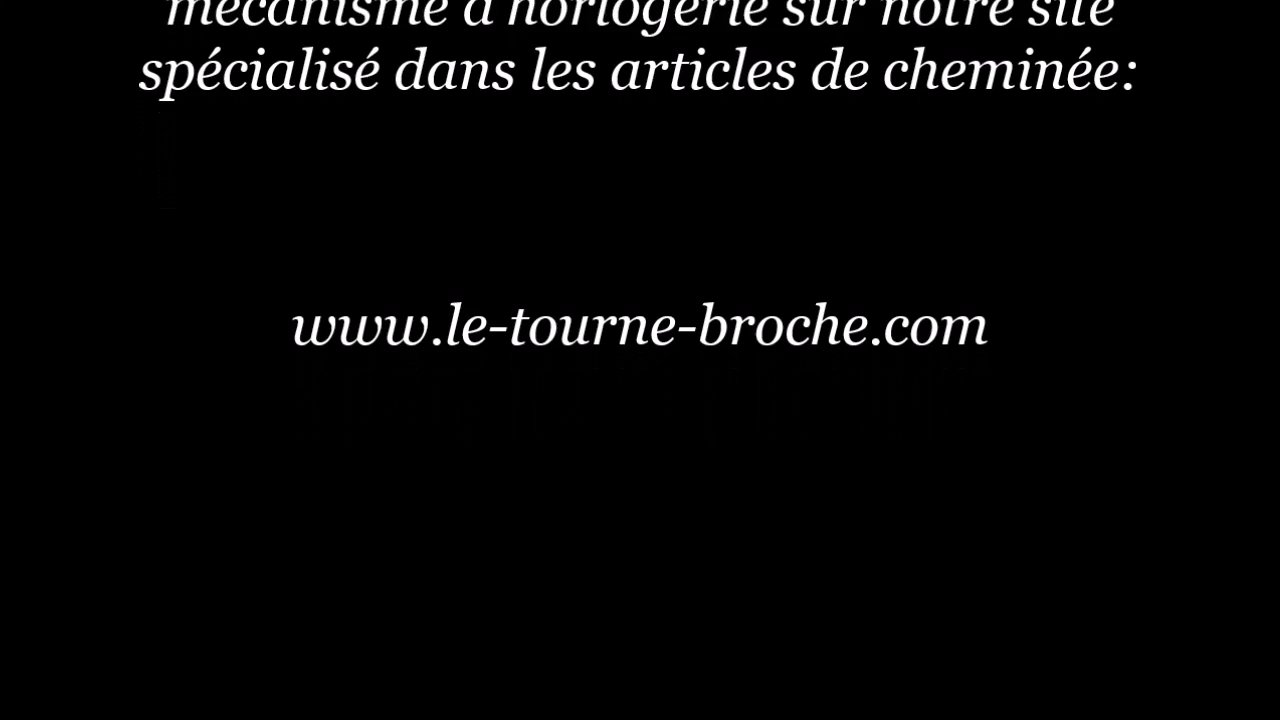 mécanisme d'horlogerie sur notre site
spécialisé dans les articles de cheminée:
www.le-tourne-broche.com